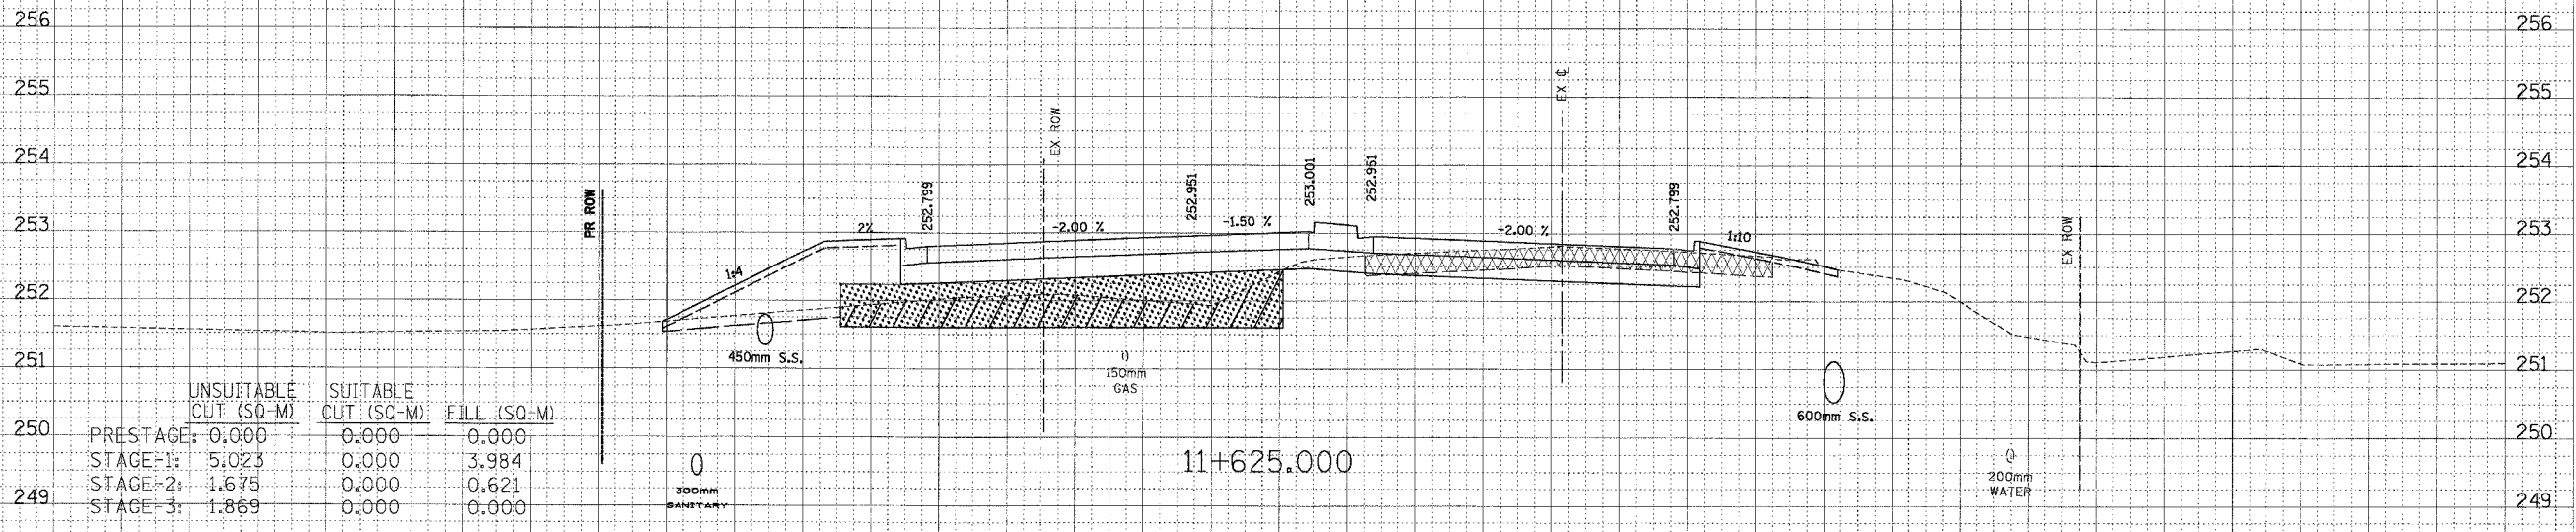 256 256
255 255
254 254
253 253
252 252
251 251
250 250
249 249
PR ROW
EX ROW
EX ℄
EX ROW
1:4
2%
252.799
-2.00 %
252.951
-1.50 %
253.001
252.951
-2.00 %
252.799
1:10
450mm S.S.
150mm
GAS
600mm S.S.
300mm
SANITARY
200mm
WATER
11+625.000
UNSUITABLE SUITABLE
CUT (SQ-M) CUT (SQ-M) FILL (SQ-M)
PRESTAGE: 0.000 0.000 0.000
STAGE-1: 5.023 0.000 3.984
STAGE-2: 1.675 0.000 0.621
STAGE-3: 1.869 0.000 0.000